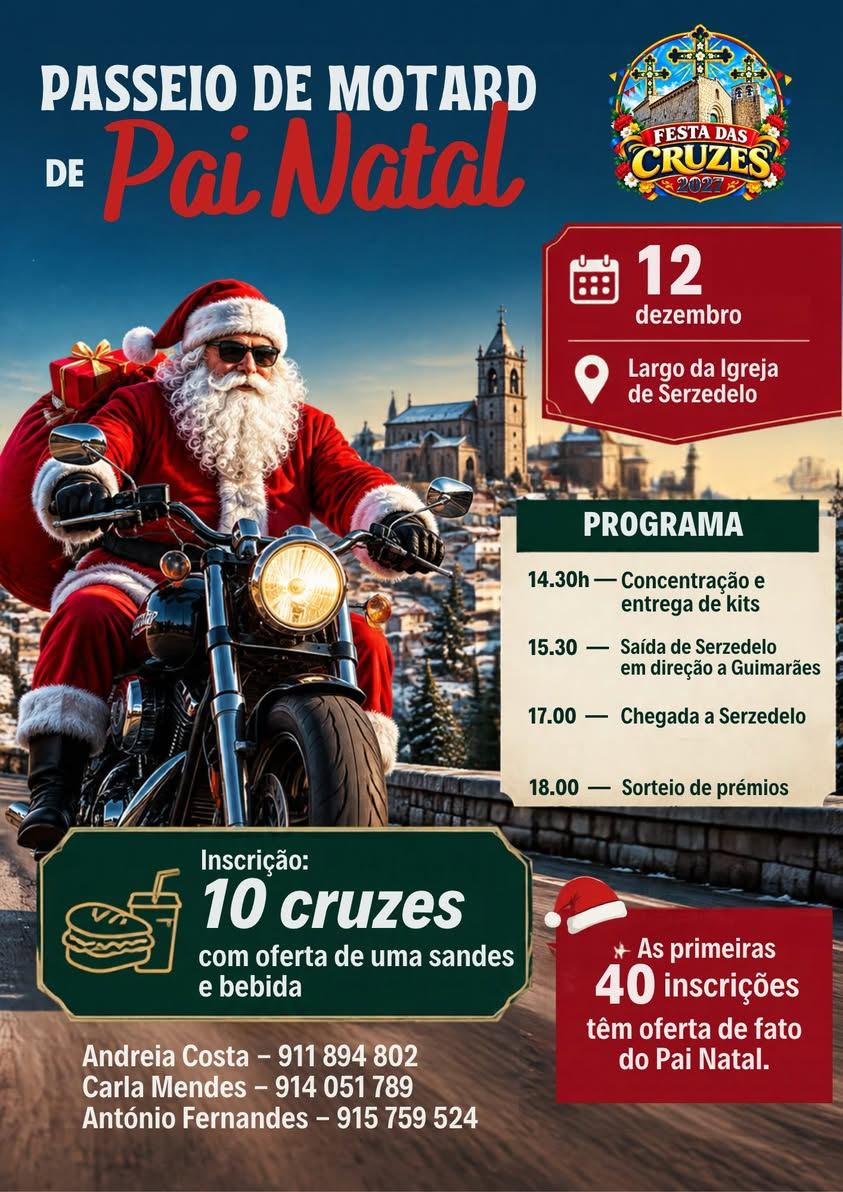 PASSEIO DE MOTARD
DE Pai Natal
FESTA DAS
CRUZES
2027
12
dezembro
Largo da Igreja
de Serzedelo
PROGRAMA
14.30h — Concentração e
entrega de kits
15.30 — Saída de Serzedelo
em direção a Guimarães
17.00 — Chegada a Serzedelo
18.00 — Sorteio de prémios
Inscrição:
10 cruzes
com oferta de uma sandes
e bebida
As primeiras
40 inscrições
têm oferta de fato
do Pai Natal.
Andreia Costa – 911 894 802
Carla Mendes – 914 051 789
António Fernandes – 915 759 524